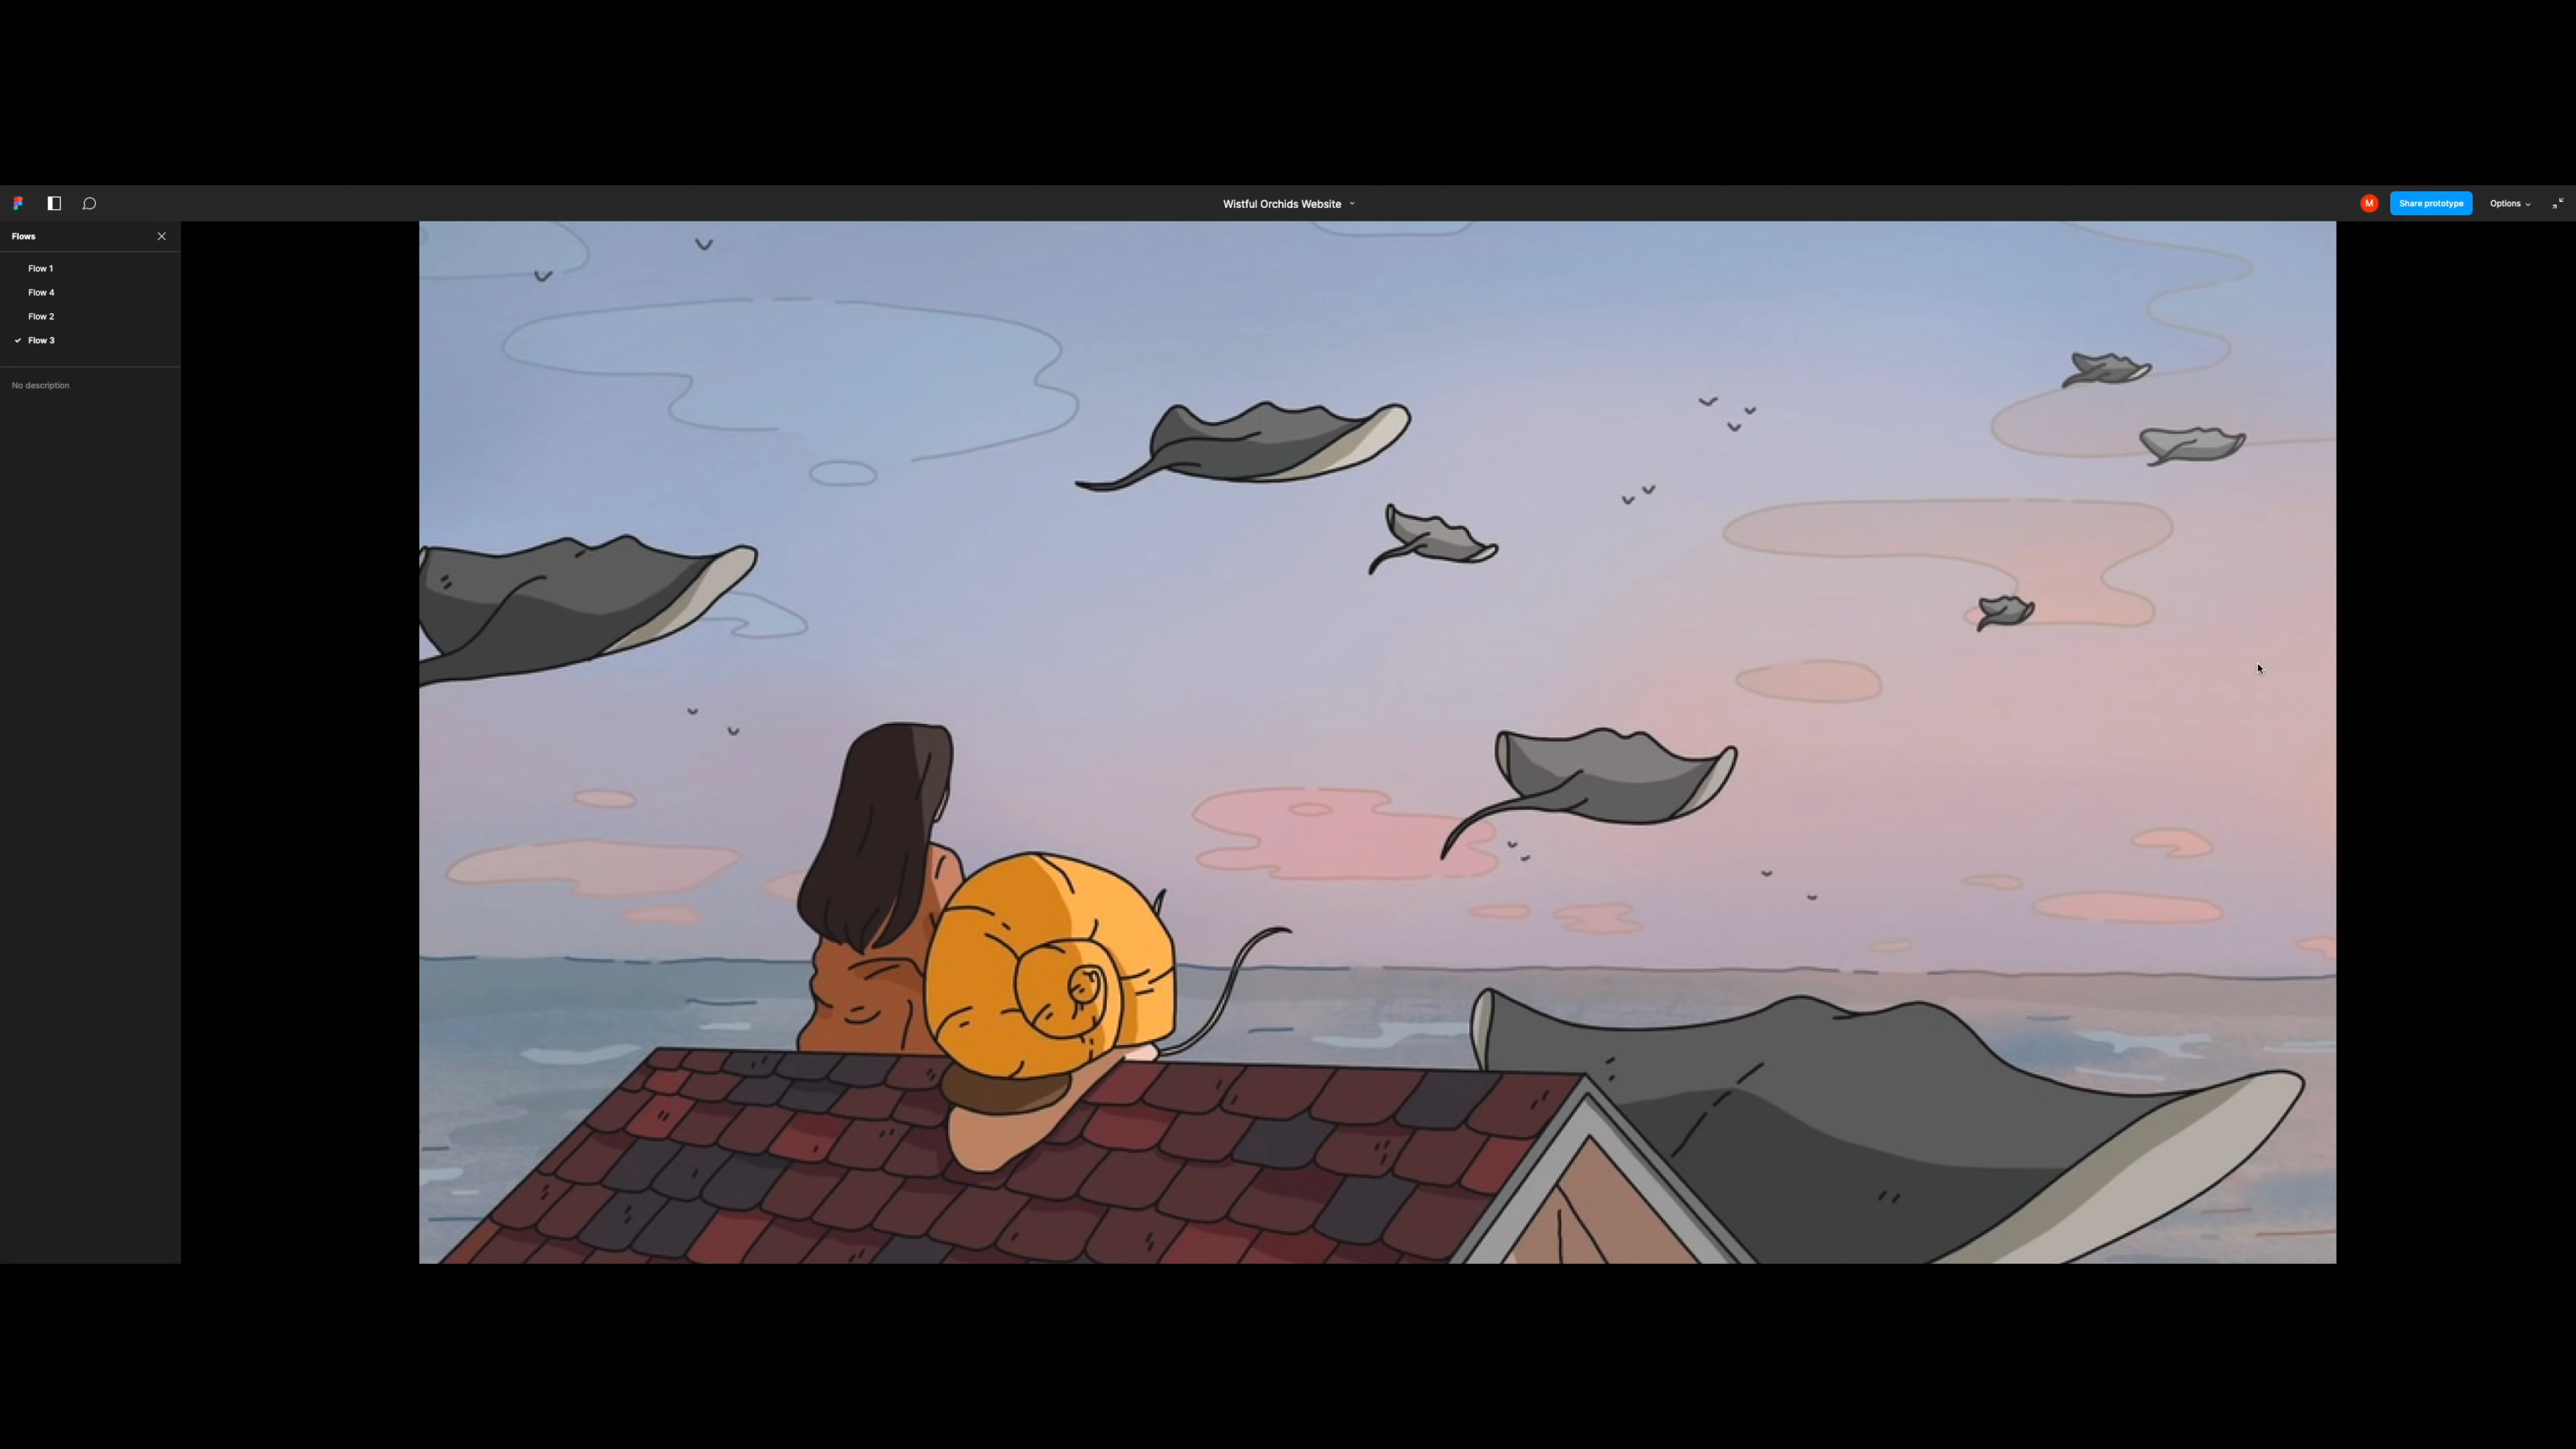 Wistful Orchids Website
M
Share prototype
Options
Flows
Flow 1
Flow 4
Flow 2
Flow 3
No description